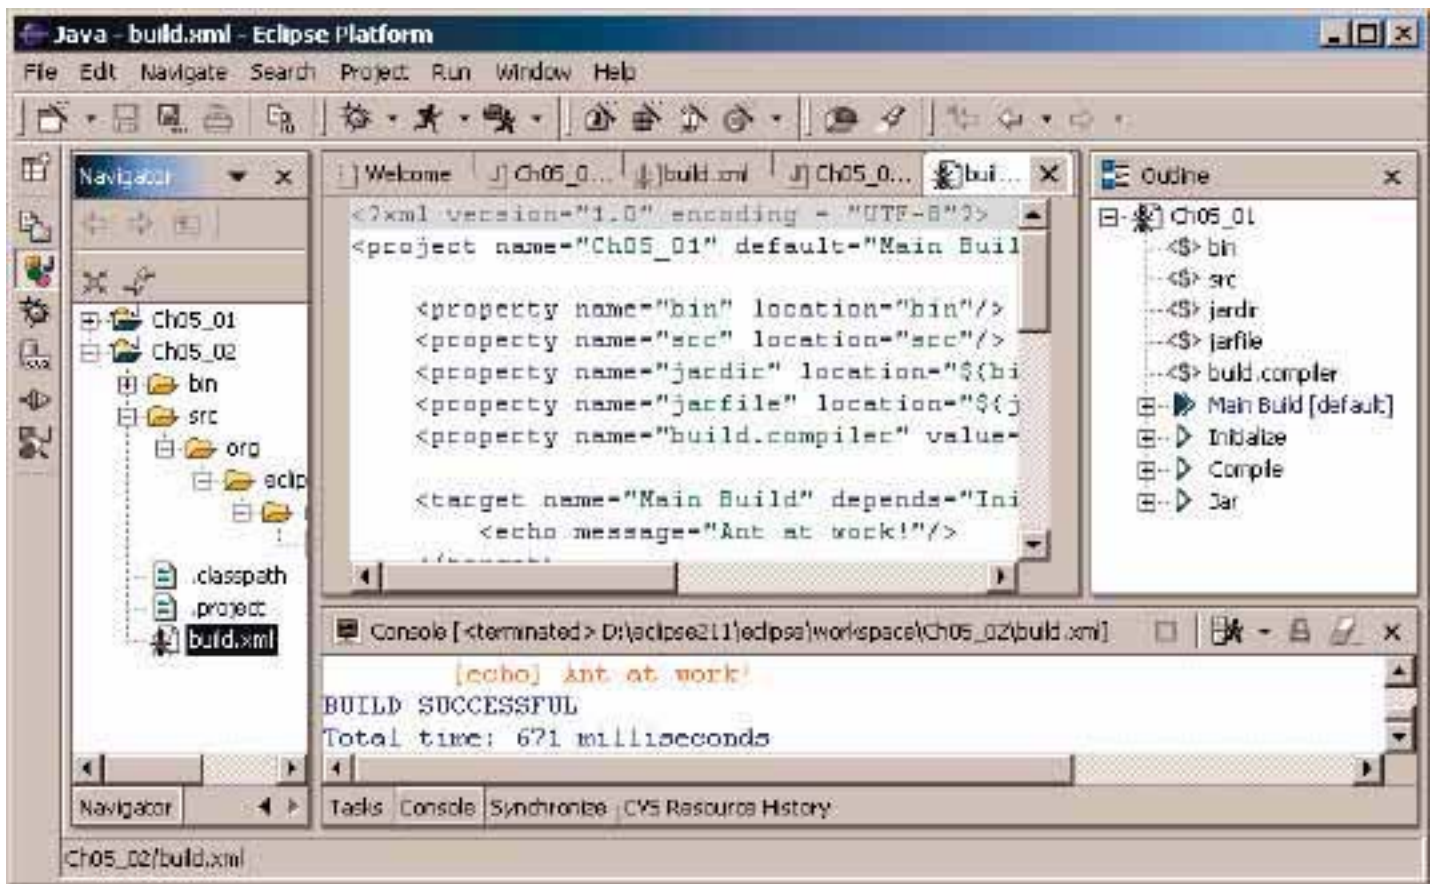 Java - build.xml - Eclipse Platform
File Edit Navigate Search Project Run Window Help
Navigator
Ch05_01
Ch05_02
bin
src
org
eclip
.classpath
.project
build.xml
Navigator
Welcome Ch05_0... build.xml Ch05_0... buil...
<?xml version="1.0" encoding = "UTF-8"?>
<project name="Ch05_01" default="Main Buil
<property name="bin" location="bin"/>
<property name="src" location="src"/>
<property name="jardir" location="${bi
<property name="jarfile" location="${j
<property name="build.compiler" value=
<target name="Main Build" depends="Ini
<echo message="Ant at work!"/>
Outline
Ch05_01
<$> bin
<$> src
<$> jardir
<$> jarfile
<$> build.compiler
Main Build [default]
Initialize
Compile
Jar
Console [<terminated> D:\eclipse211\eclipse\workspace\Ch05_02\build.xml]
[echo] Ant at work!
BUILD SUCCESSFUL
Total time: 671 milliseconds
Tasks Console Synchronize CVS Resource History
Ch05_02/build.xml